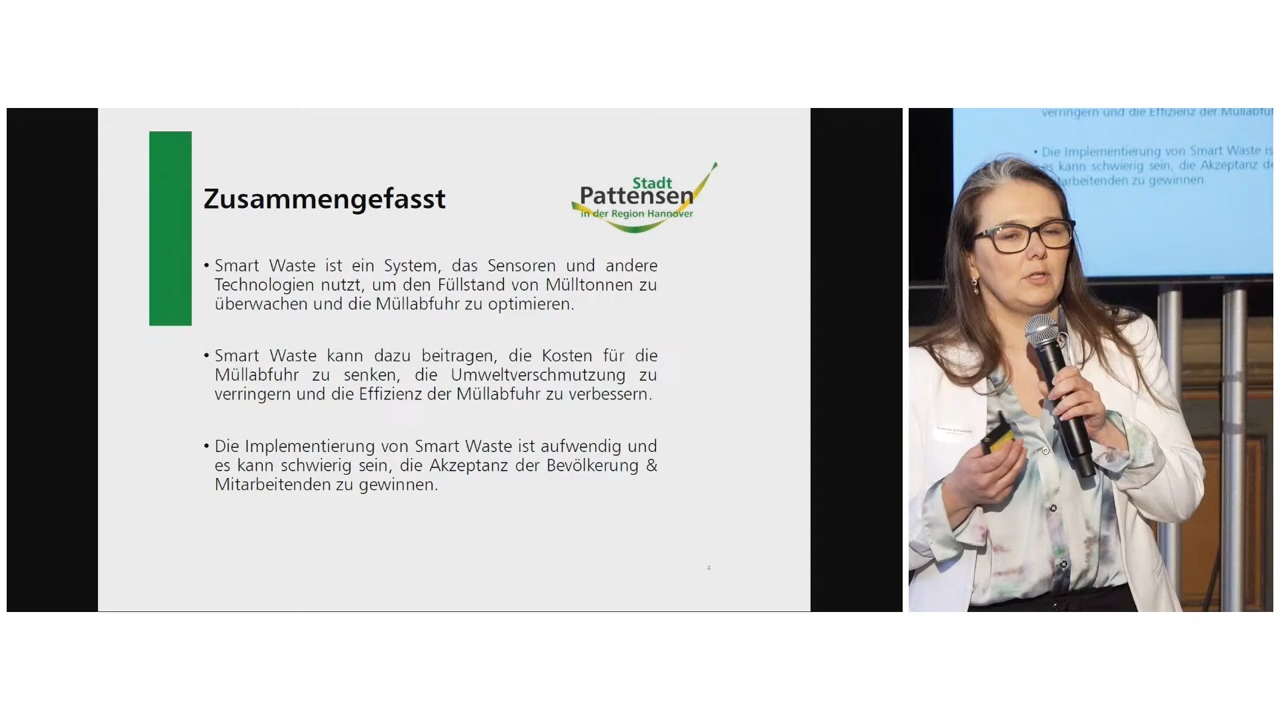 Zusammengefasst
Stadt
Pattensen
in der Region Hannover
• Smart Waste ist ein System, das Sensoren und andere
Technologien nutzt, um den Füllstand von Mülltonnen zu
überwachen und die Müllabfuhr zu optimieren.
• Smart Waste kann dazu beitragen, die Kosten für die
Müllabfuhr zu senken, die Umweltverschmutzung zu
verringern und die Effizienz der Müllabfuhr zu verbessern.
• Die Implementierung von Smart Waste ist aufwendig und
es kann schwierig sein, die Akzeptanz der Bevölkerung &
Mitarbeitenden zu gewinnen.
4
verringern und die Effizienz der Müllabfuhr
• Die Implementierung von Smart Waste is
es kann schwierig sein, die Akzeptanz de
Mitarbeitenden zu gewinnen.